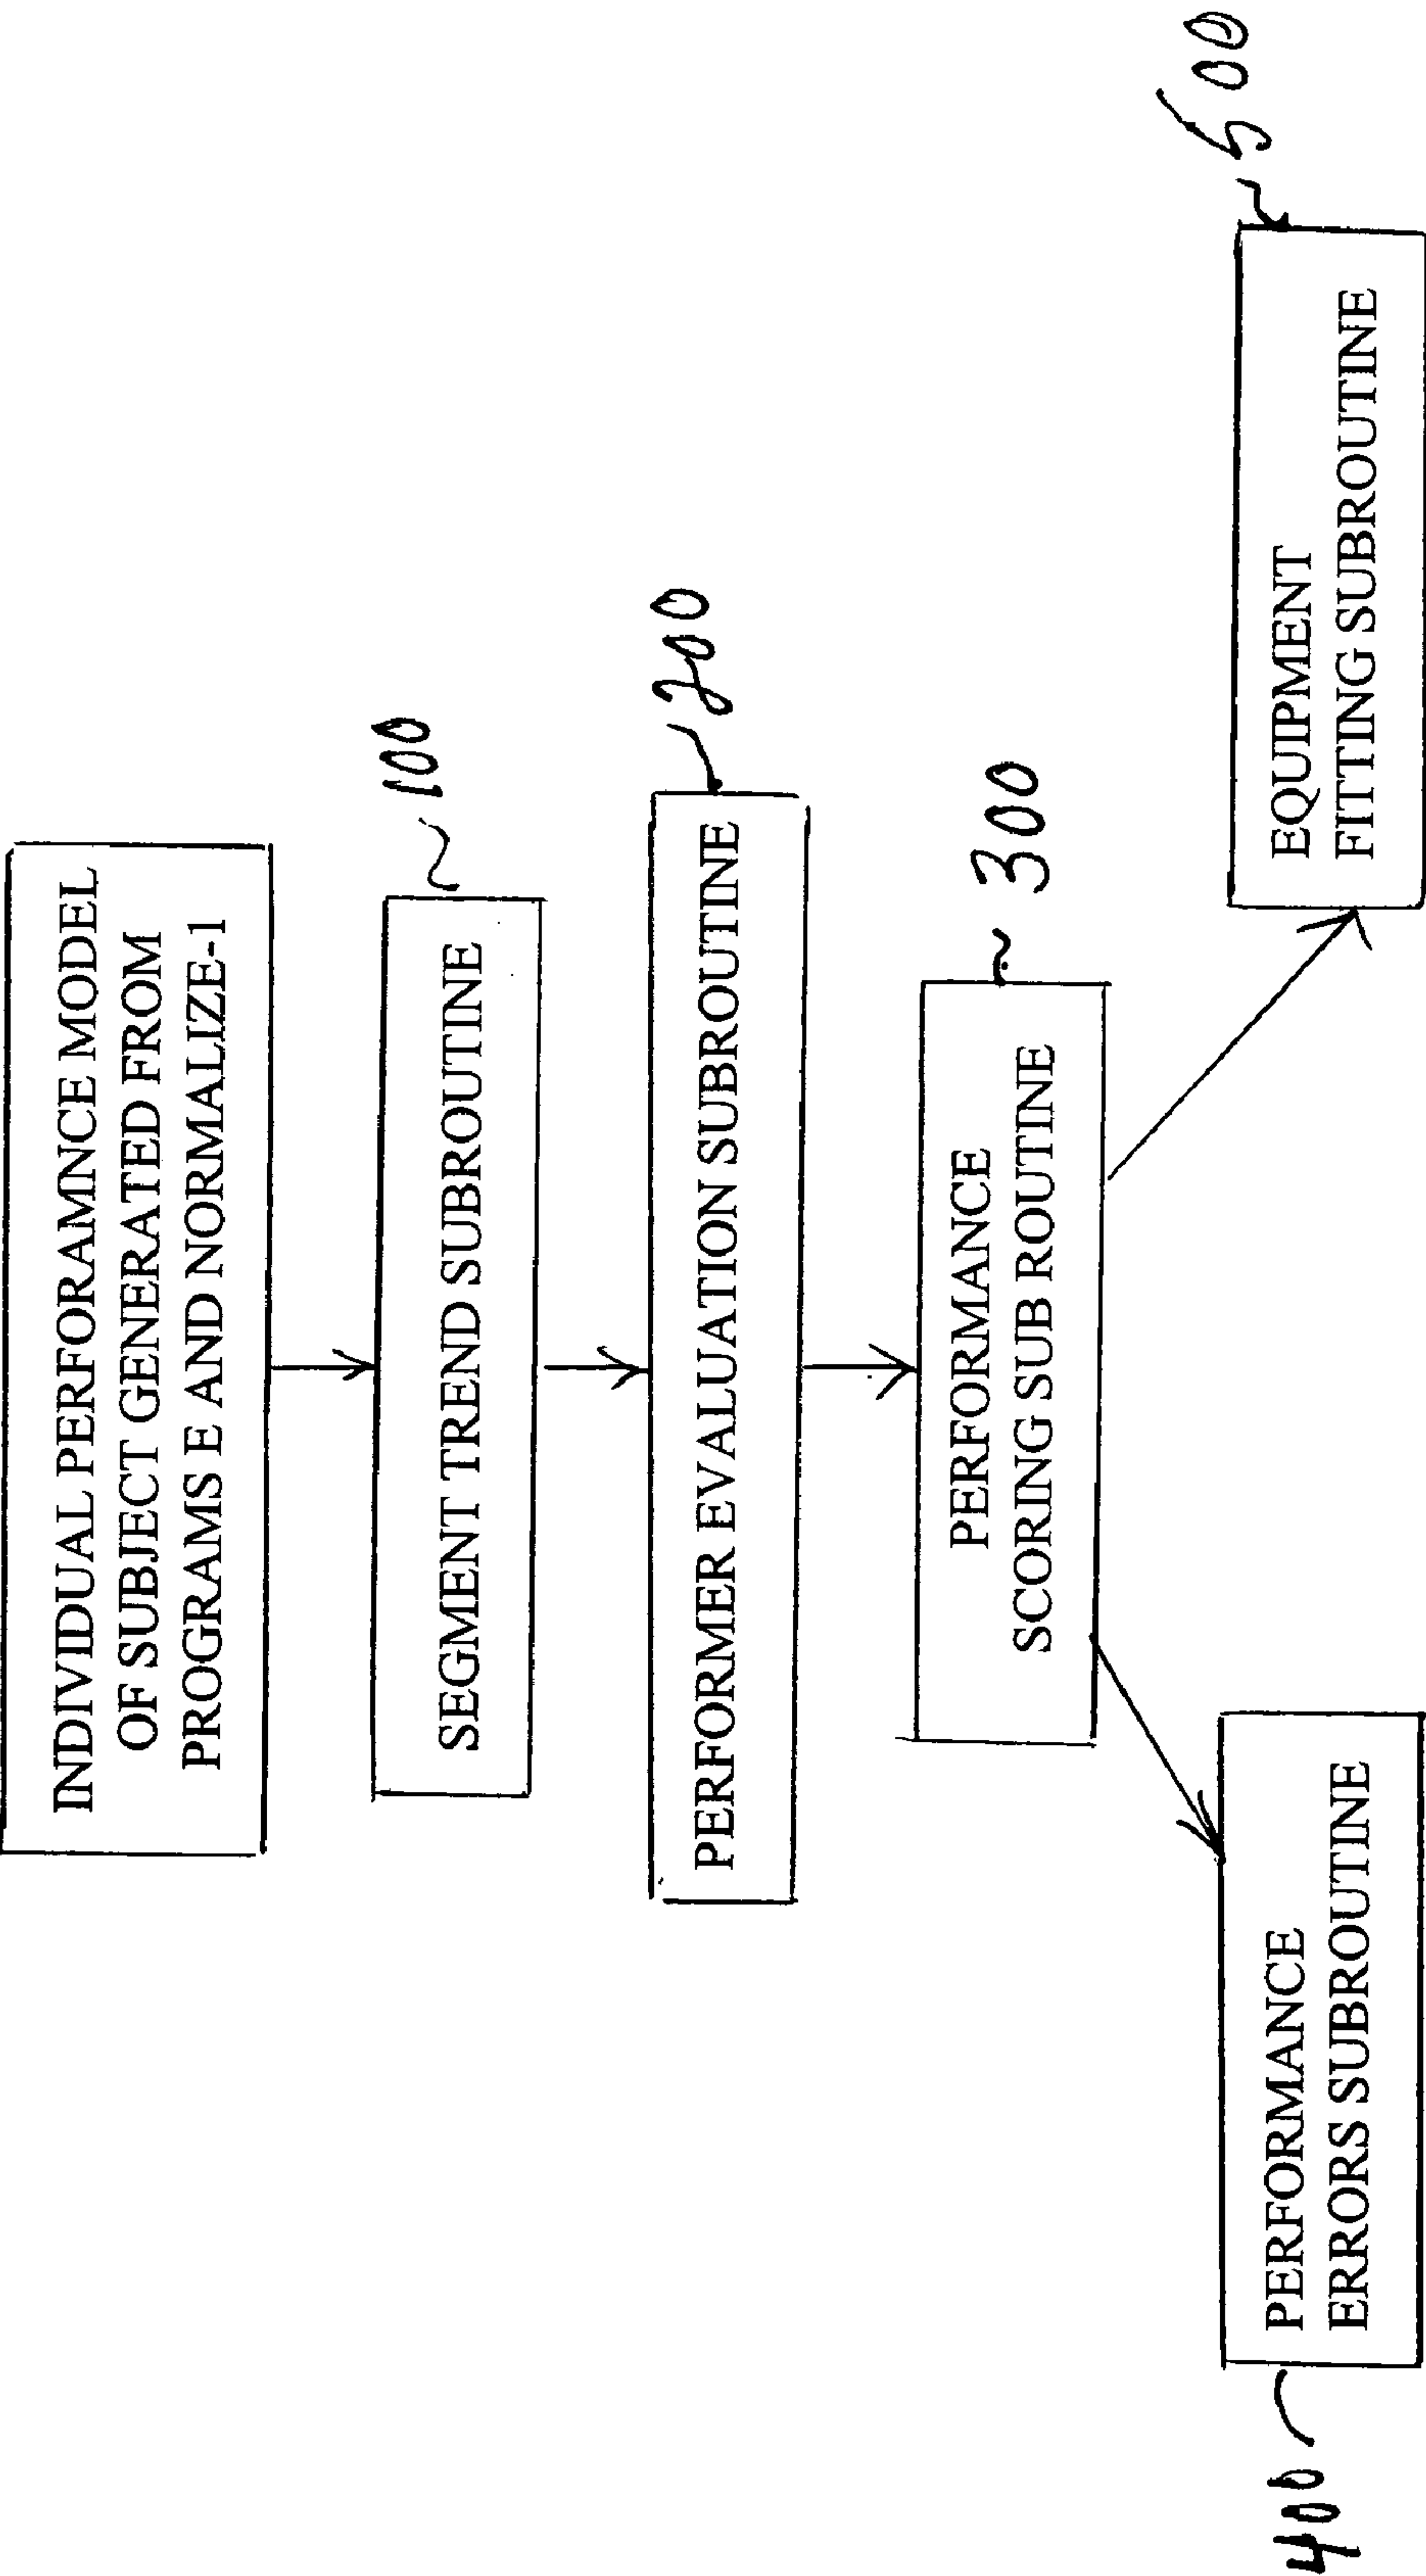 INDIVIDUAL PERFORAMNCE MODEL
OF SUBJECT GENERATED FROM
PROGRAMS E AND NORMALIZE-1
100
SEGMENT TREND SUBROUTINE
200
PERFORMER EVALUATION SUBROUTINE
300
PERFORMANCE
SCORING SUB ROUTINE
400
PERFORMANCE
ERRORS SUBROUTINE
500
EQUIPMENT
FITTING SUBROUTINE